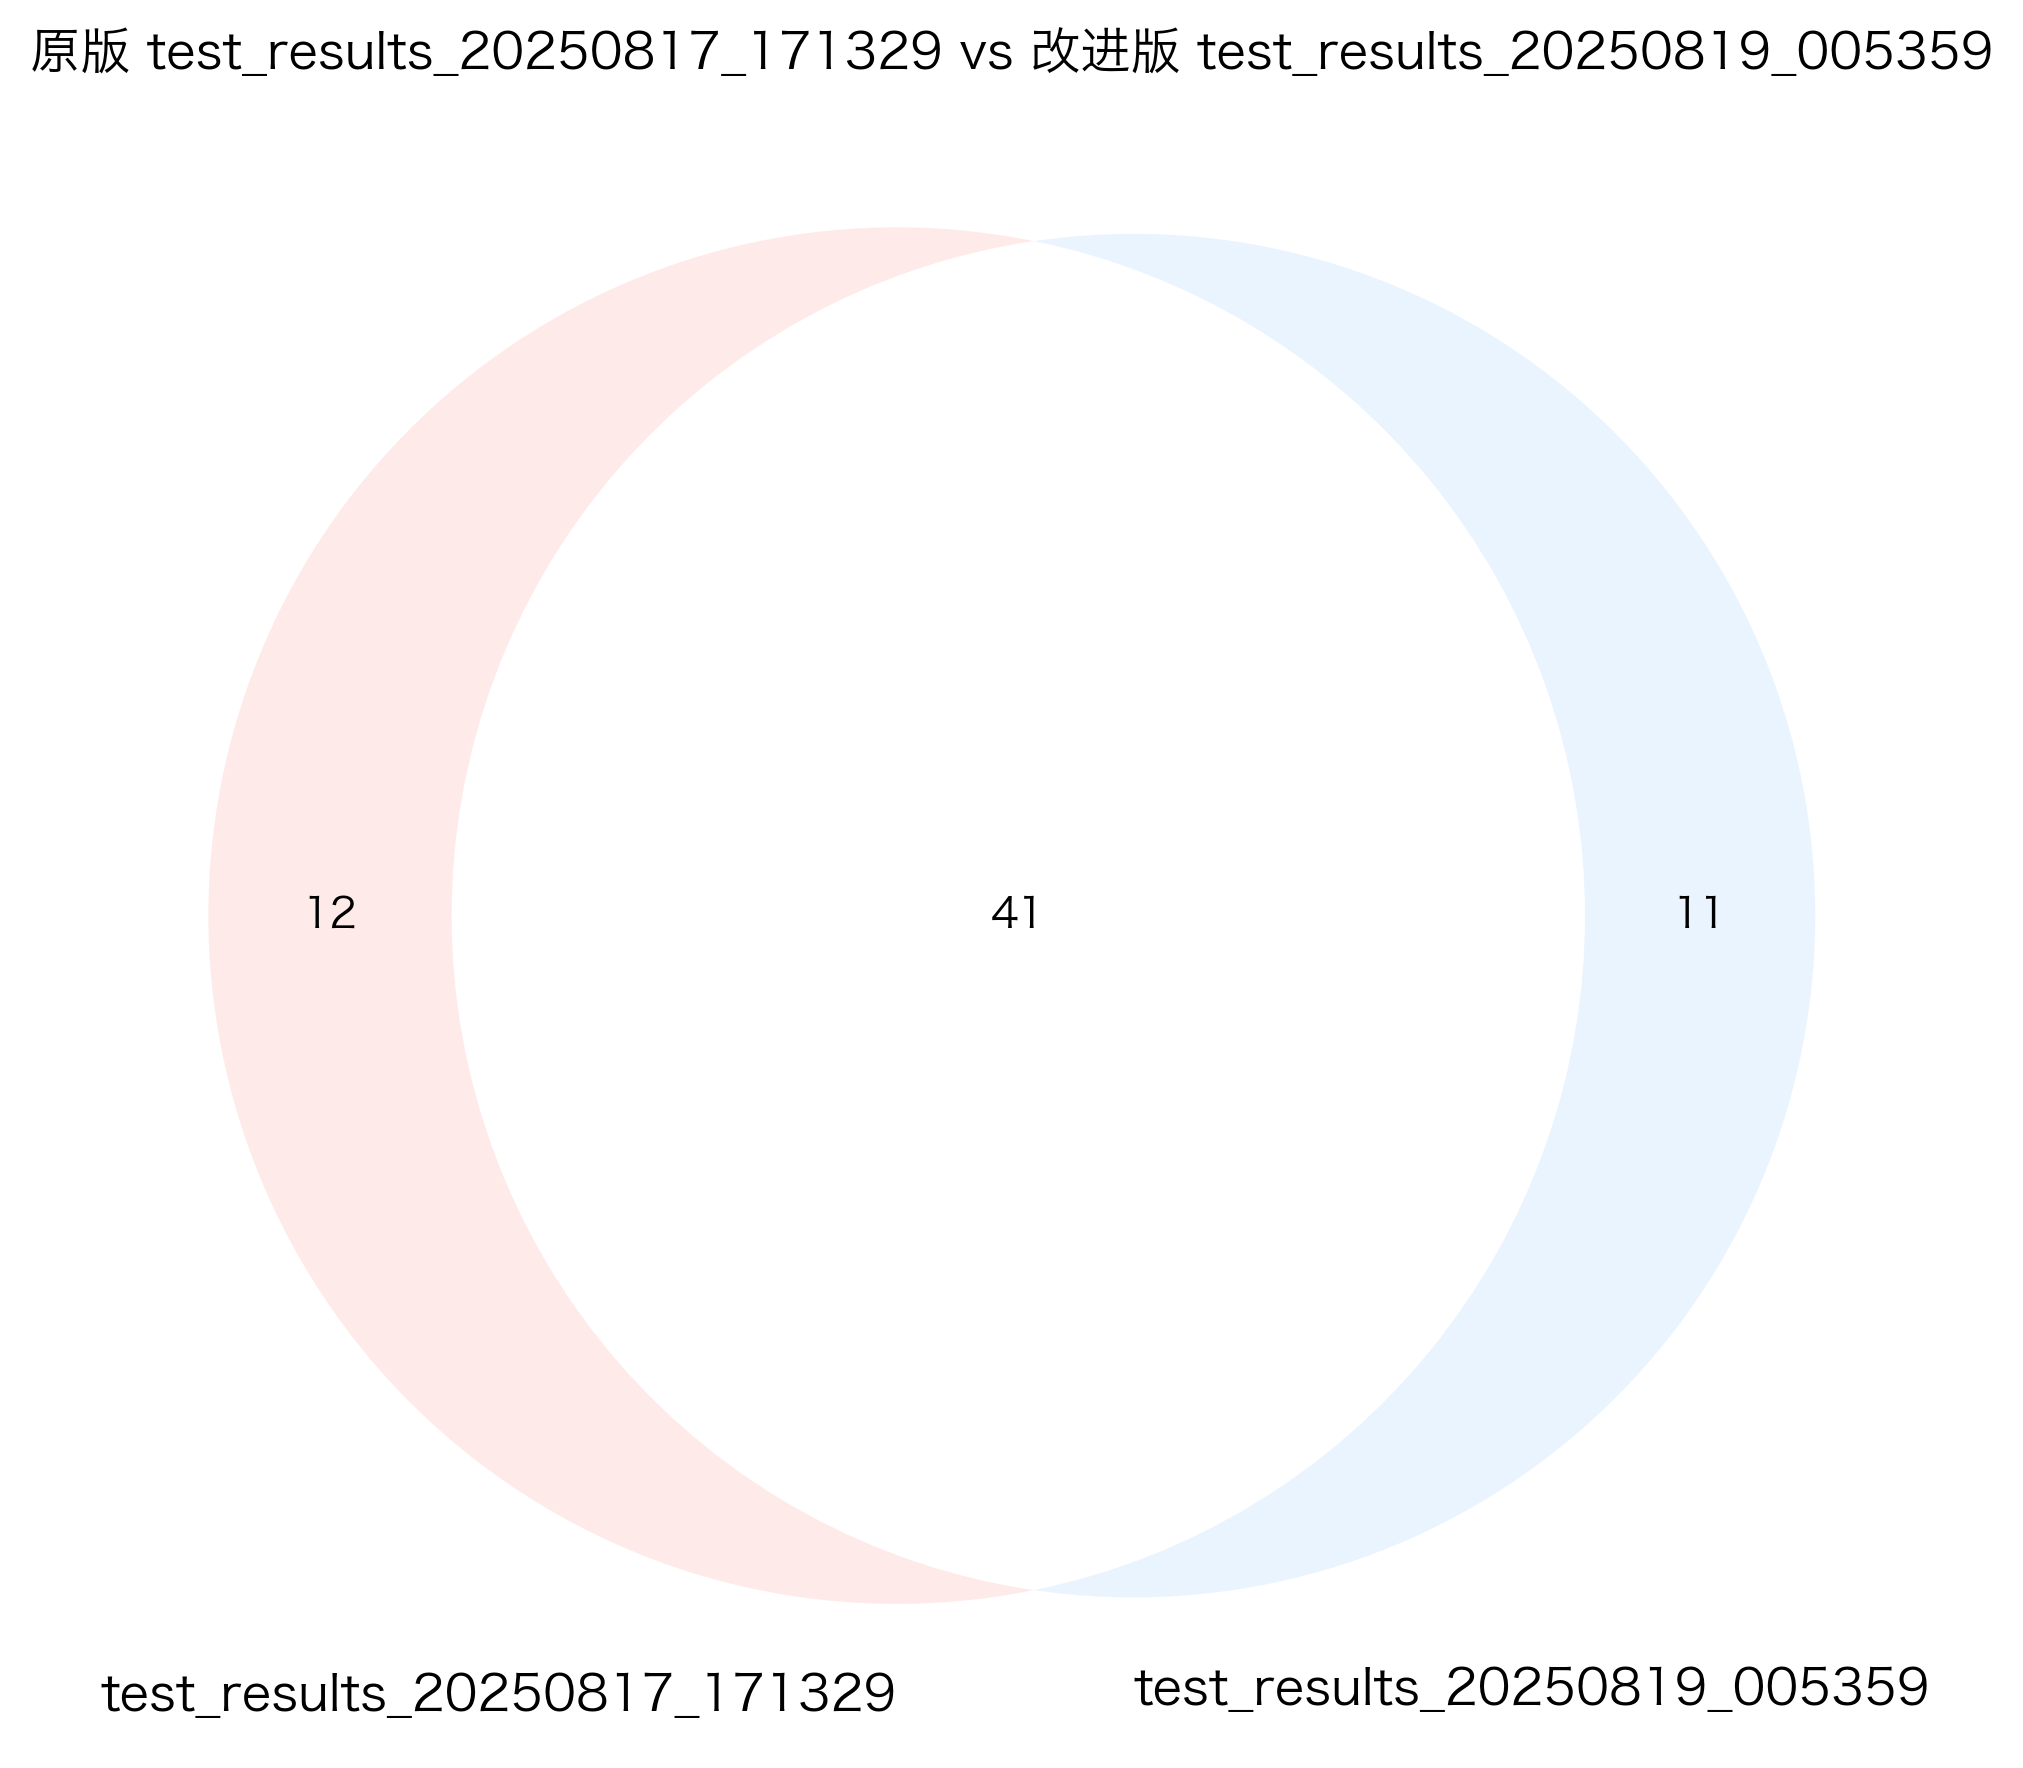 原版 test_results_20250817_171329 vs 改进版 test_results_20250819_005359
12
41
11
test_results_20250817_171329
test_results_20250819_005359